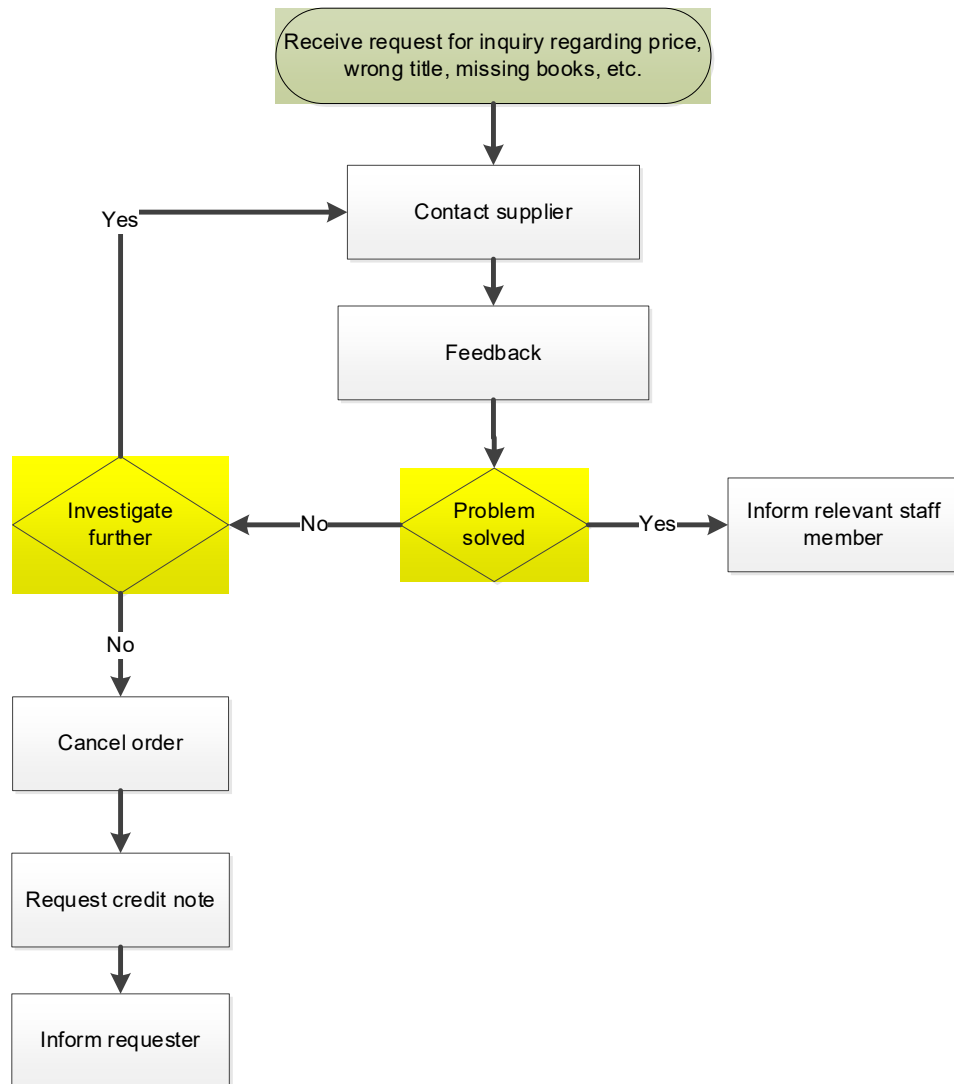 Receive request for inquiry regarding price,
wrong title, missing books, etc.
Yes
Contact supplier
Feedback
Investigate
further
No
Problem
solved
Yes
Inform relevant staff
member
No
Cancel order
Request credit note
Inform requester